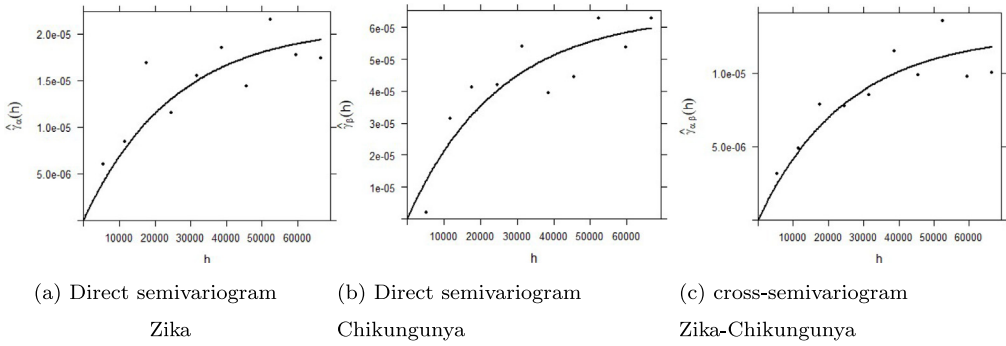 2.0e-05
1.5e-05
1.0e-05
5.0e-06
γ̂α(h)
10000 20000 30000 40000 50000 60000
h
6e-05
5e-05
4e-05
3e-05
2e-05
1e-05
γ̂β(h)
10000 20000 30000 40000 50000 60000
h
1.0e-05
5.0e-06
γ̂αβ(h)
10000 20000 30000 40000 50000 60000
h
(a) Direct semivariogram
Zika
(b) Direct semivariogram
Chikungunya
(c) cross-semivariogram
Zika-Chikungunya